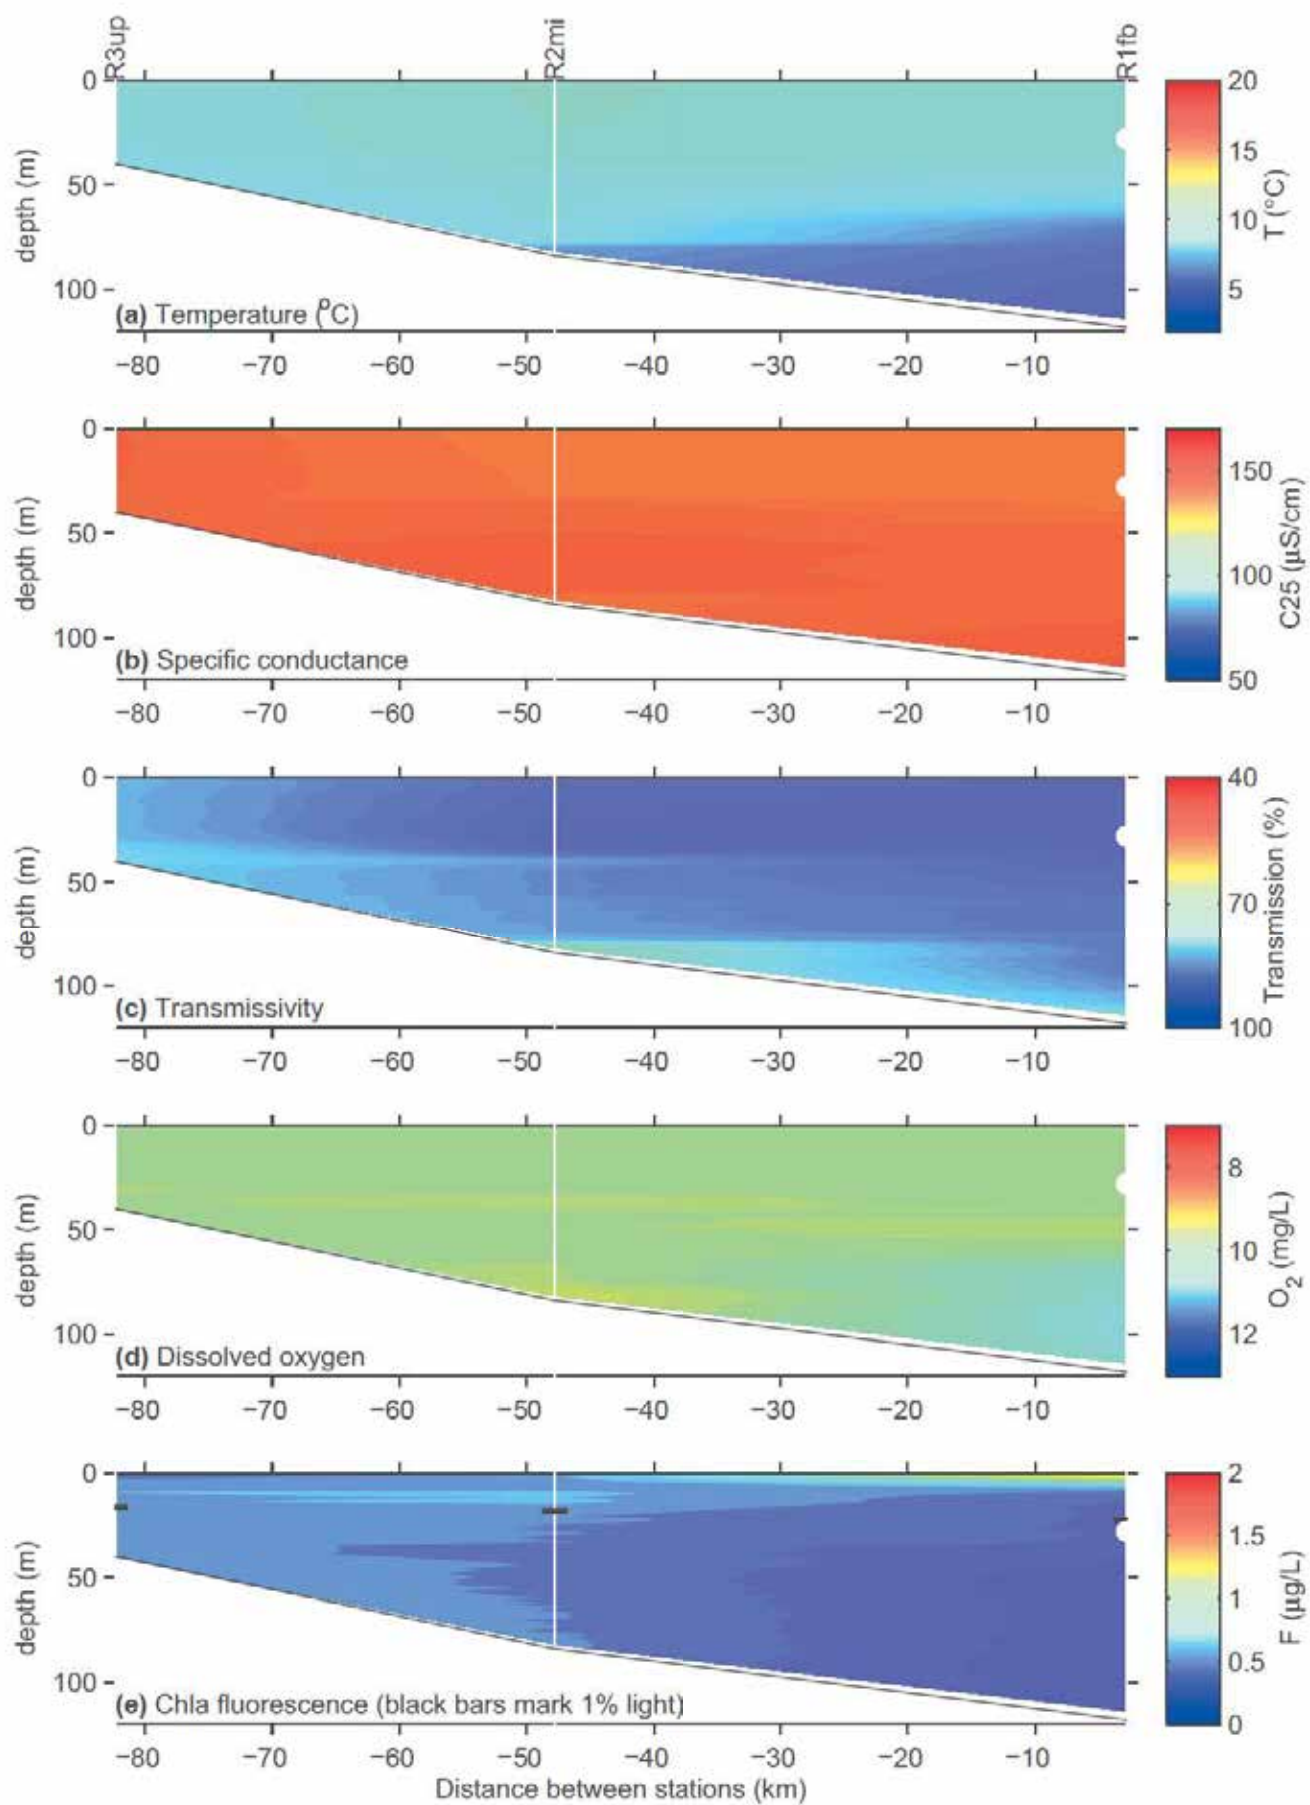 R3up R2mi R1fb
0 20
15
depth (m) 50 10 T (°C)
100 5
(a) Temperature (°C)
−80 −70 −60 −50 −40 −30 −20 −10
0
150
depth (m) 50 C25 (µS/cm)
100 100
(b) Specific conductance 50
−80 −70 −60 −50 −40 −30 −20 −10
0 40
depth (m) 50 70 Transmission (%)
100
(c) Transmissivity 100
−80 −70 −60 −50 −40 −30 −20 −10
0
8
depth (m) 50 10 O2 (mg/L)
100 12
(d) Dissolved oxygen
−80 −70 −60 −50 −40 −30 −20 −10
0 2
1.5
depth (m) 50 1 F (µg/L)
100 0.5
(e) Chla fluorescence (black bars mark 1% light) 0
−80 −70 −60 −50 −40 −30 −20 −10
Distance between stations (km)